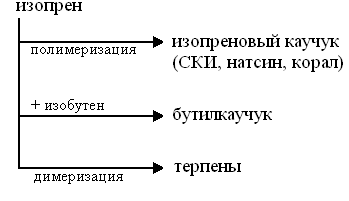 изопрен
полимеризация
изопреновый каучук
(СКИ, натсин, корал)
+ изобутен
бутилкаучук
димеризация
терпены